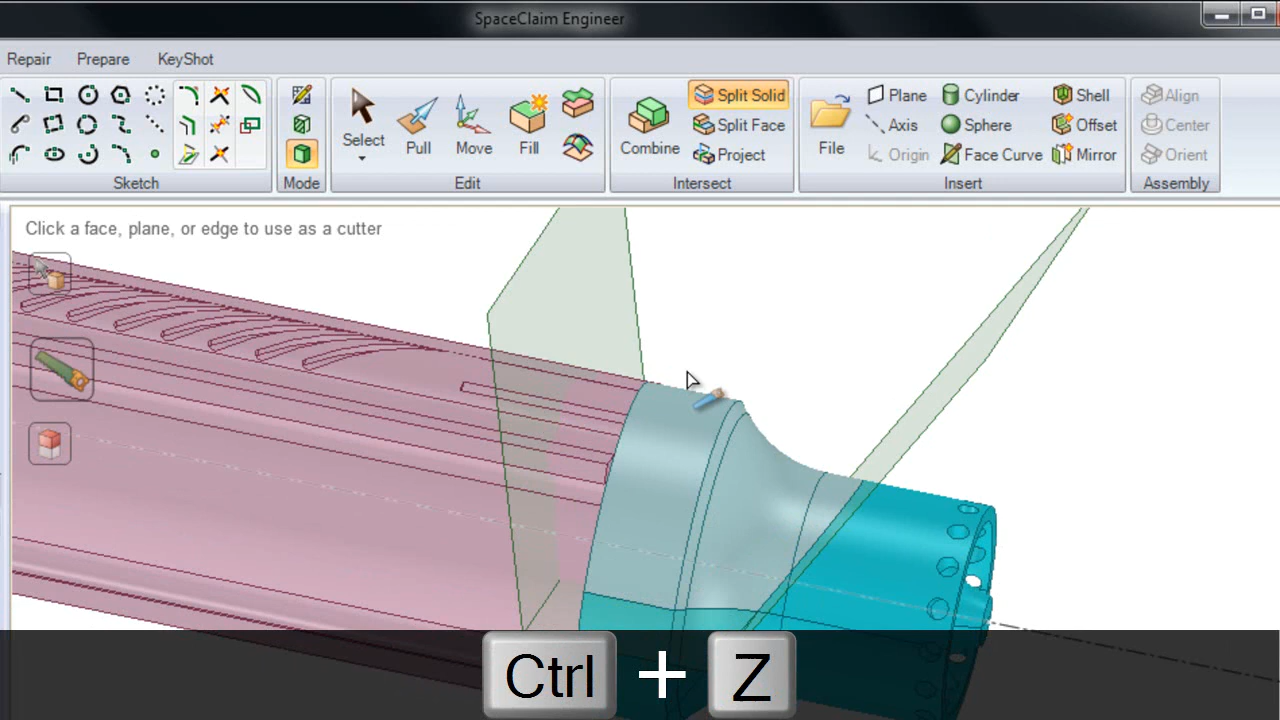 SpaceClaim Engineer
Repair Prepare KeyShot
Select Pull Move Fill
Combine Split Solid
Split Face
Project
File Plane Cylinder Shell
Axis Sphere Offset
Origin Face Curve Mirror
Align
Center
Orient
Sketch Mode Edit Intersect Insert Assembly
Click a face, plane, or edge to use as a cutter
Ctrl + Z